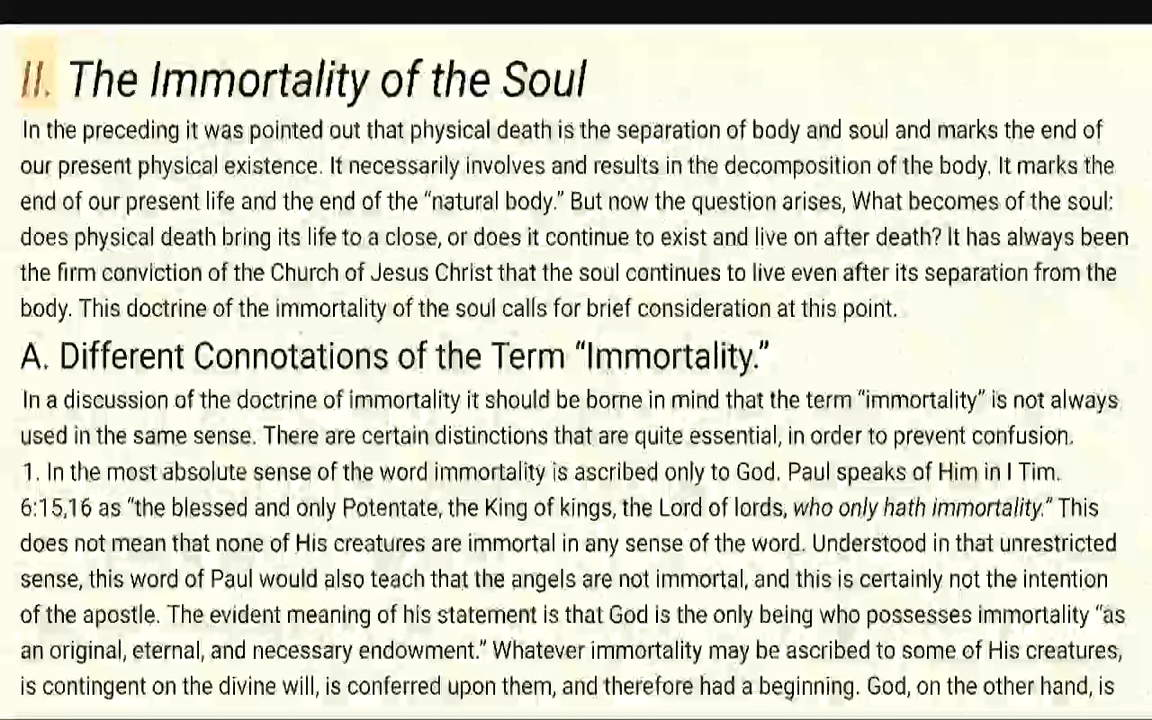 II. The Immortality of the Soul
In the preceding it was pointed out that physical death is the separation of body and soul and marks the end of
our present physical existence. It necessarily involves and results in the decomposition of the body. It marks the
end of our present life and the end of the “natural body.” But now the question arises, What becomes of the soul:
does physical death bring its life to a close, or does it continue to exist and live on after death? It has always been
the firm conviction of the Church of Jesus Christ that the soul continues to live even after its separation from the
body. This doctrine of the immortality of the soul calls for brief consideration at this point.
A. Different Connotations of the Term “Immortality.”
In a discussion of the doctrine of immortality it should be borne in mind that the term “immortality” is not always
used in the same sense. There are certain distinctions that are quite essential, in order to prevent confusion.
1. In the most absolute sense of the word immortality is ascribed only to God. Paul speaks of Him in I Tim.
6:15,16 as “the blessed and only Potentate, the King of kings, the Lord of lords, who only hath immortality.” This
does not mean that none of His creatures are immortal in any sense of the word. Understood in that unrestricted
sense, this word of Paul would also teach that the angels are not immortal, and this is certainly not the intention
of the apostle. The evident meaning of his statement is that God is the only being who possesses immortality “as
an original, eternal, and necessary endowment.” Whatever immortality may be ascribed to some of His creatures,
is contingent on the divine will, is conferred upon them, and therefore had a beginning. God, on the other hand, is